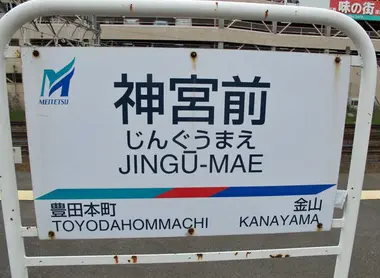 味の街
MEITETSU
神宮前
じんぐうまえ
JINGŪ-MAE
豊田本町 金山
TOYODAHOMMACHI KANAYAMA